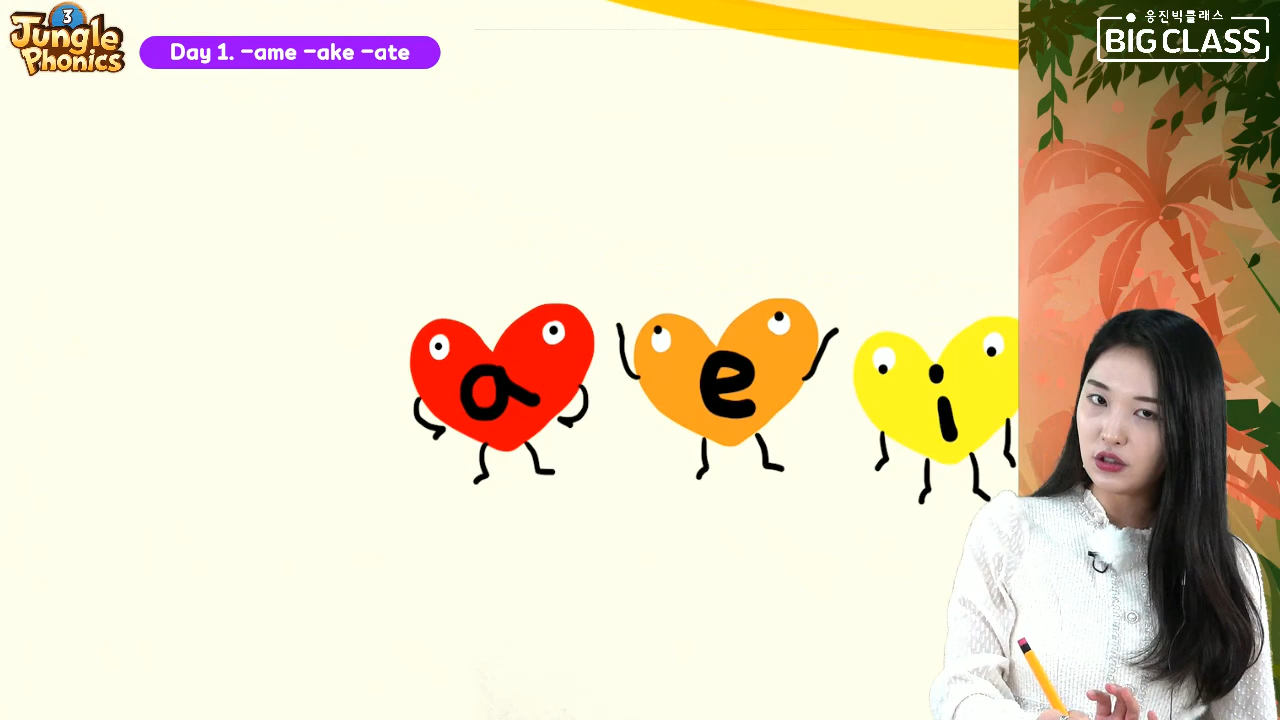 3
Jungle
Phonics
Day 1. -ame -ake -ate
웅진빅클래스
BIG CLASS
a e i